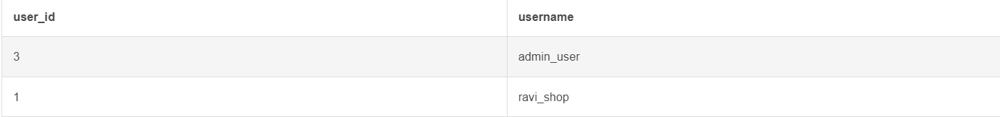 user_id username
3 admin_user
1 ravi_shop